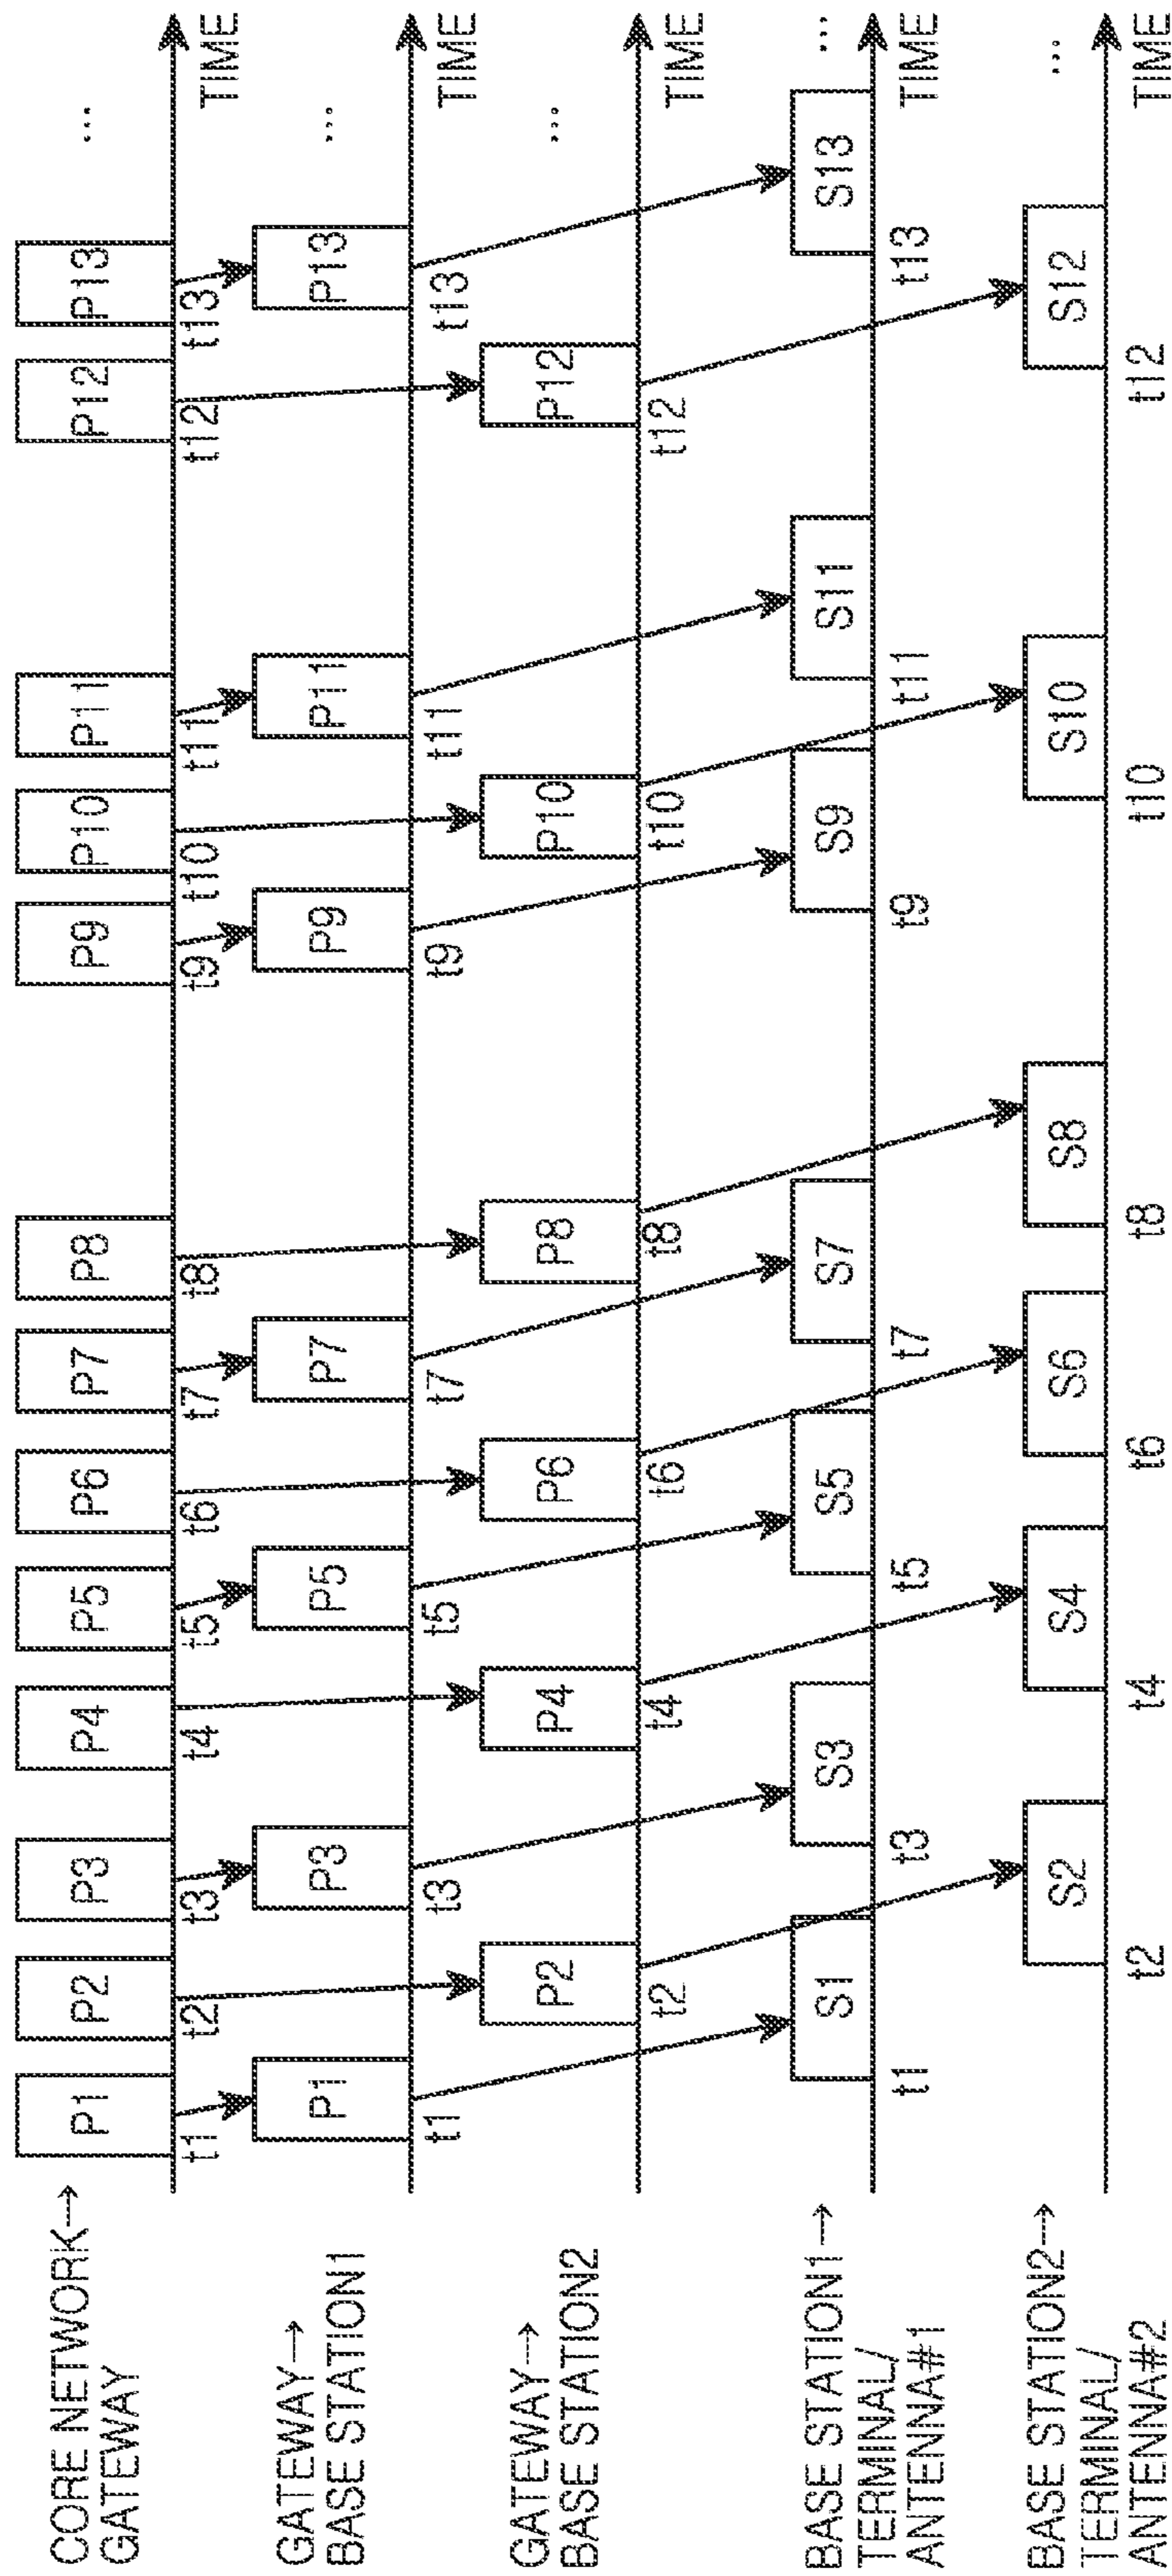 CORE NETWORK→
GATEWAY
P1 P2 P3 P4 P5 P6 P7 P8 P9 P10 P11 P12 P13 ...
t1 t2 t3 t4 t5 t6 t7 t8 t9 t10 t11 t12 t13 TIME
GATEWAY→
BASE STATION1
P1 P3 P5 P7 P9 P11 P13 ...
t1 t3 t5 t7 t9 t11 t13 TIME
GATEWAY→
BASE STATION2
P2 P4 P6 P8 P10 P12 ...
t2 t4 t6 t8 t10 t12 TIME
BASE STATION1→
TERMINAL/
ANTENNA#1
S1 S3 S5 S7 S9 S11 S13 ...
t1 t3 t5 t7 t9 t11 t13 TIME
BASE STATION2→
TERMINAL/
ANTENNA#2
S2 S4 S6 S8 S10 S12 ...
t2 t4 t6 t8 t10 t12 TIME